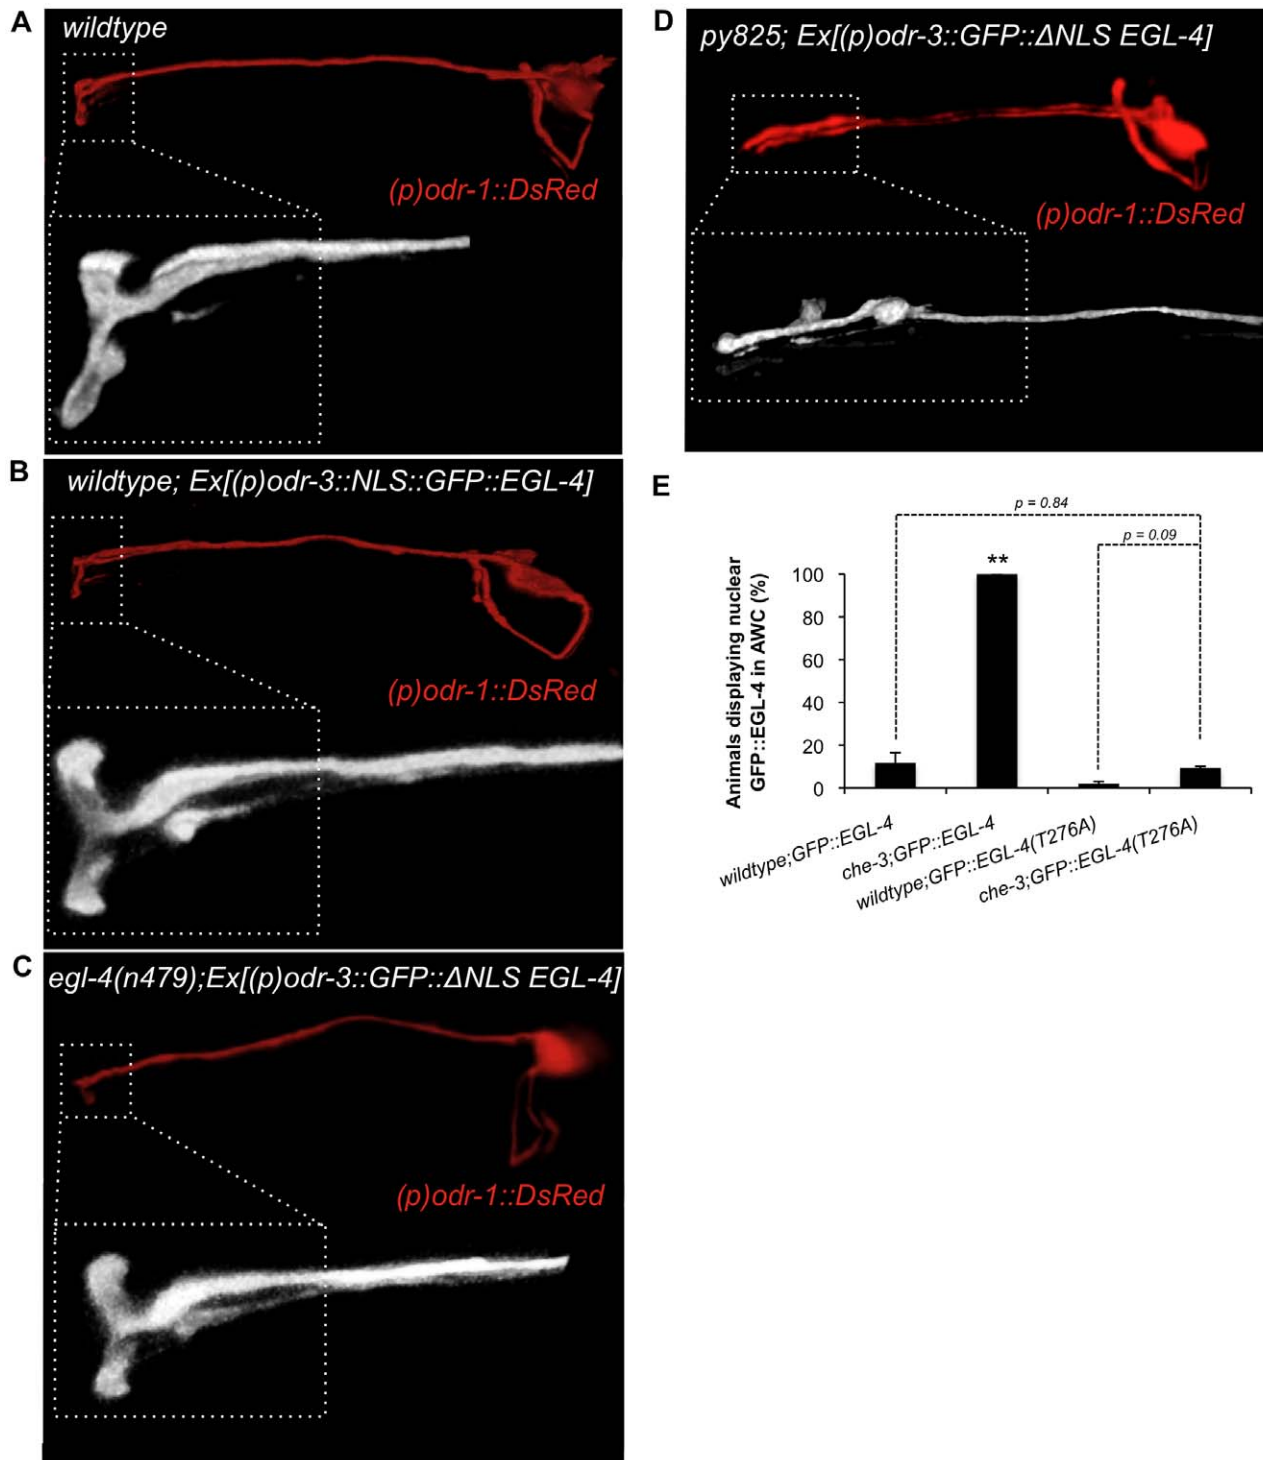 A
wildtype
(p)odr-1::DsRed
B
wildtype; Ex[(p)odr-3::NLS::GFP::EGL-4]
(p)odr-1::DsRed
C
egl-4(n479);Ex[(p)odr-3::GFP::ΔNLS EGL-4]
(p)odr-1::DsRed
D
py825; Ex[(p)odr-3::GFP::ΔNLS EGL-4]
(p)odr-1::DsRed
E
p = 0.84
p = 0.09
**
Animals displaying nuclear
GFP::EGL-4 in AWC (%)
100
80
60
40
20
0
wildtype;GFP::EGL-4
che-3;GFP::EGL-4
wildtype;GFP::EGL-4(T276A)
che-3;GFP::EGL-4(T276A)